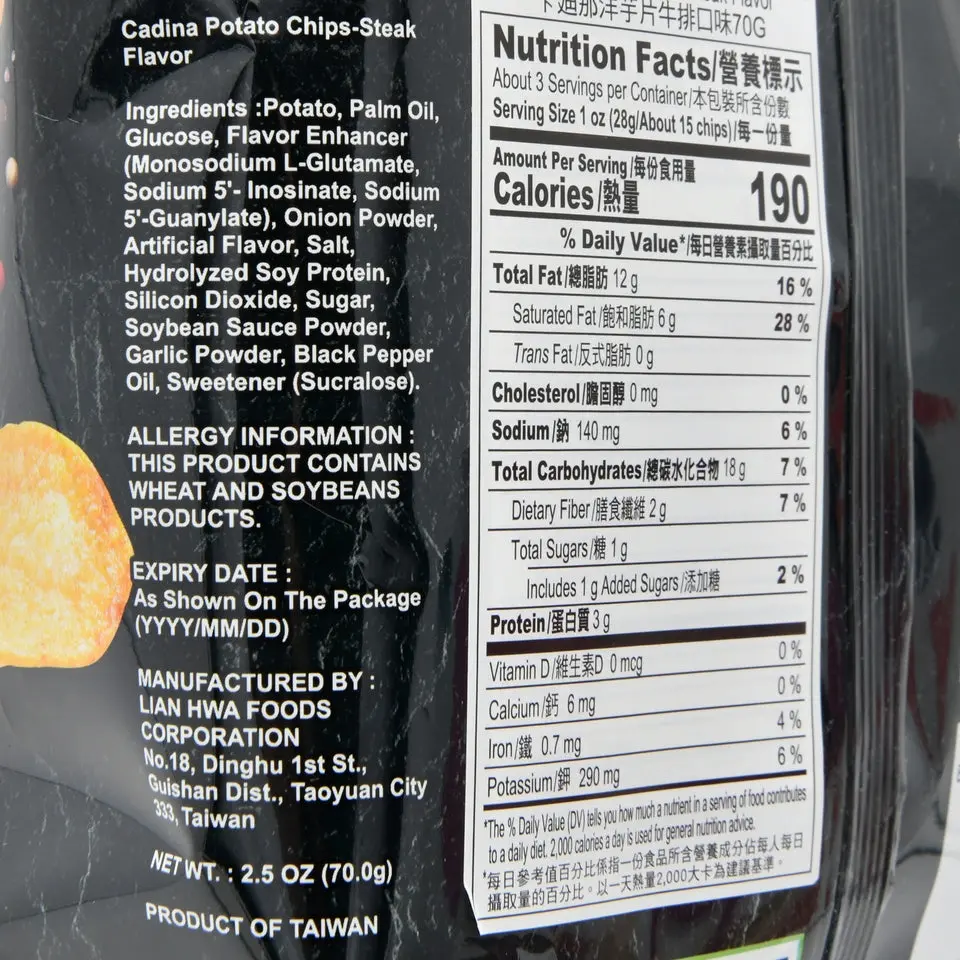 Cadina Potato Chips-Steak
Flavor
Ingredients :Potato, Palm Oil,
Glucose, Flavor Enhancer
(Monosodium L-Glutamate,
Sodium 5'- Inosinate, Sodium
5'-Guanylate), Onion Powder,
Artificial Flavor, Salt,
Hydrolyzed Soy Protein,
Silicon Dioxide, Sugar,
Soybean Sauce Powder,
Garlic Powder, Black Pepper
Oil, Sweetener (Sucralose).
ALLERGY INFORMATION :
THIS PRODUCT CONTAINS
WHEAT AND SOYBEANS
PRODUCTS.
EXPIRY DATE :
As Shown On The Package
(YYYY/MM/DD)
MANUFACTURED BY :
LIAN HWA FOODS
CORPORATION
No.18, Dinghu 1st St.,
Guishan Dist., Taoyuan City
333, Taiwan
NET WT. : 2.5 OZ (70.0g)
PRODUCT OF TAIWAN
Flavor
卡迪那洋芋片牛排口味70G
Nutrition Facts/營養標示
About 3 Servings per Container/本包裝所含份數
Serving Size 1 oz (28g/About 15 chips)/每一份量
Amount Per Serving/每份食用量
Calories/熱量 190
% Daily Value*/每日營養素攝取量百分比
Total Fat/總脂肪 12 g 16 %
Saturated Fat/飽和脂肪 6 g 28 %
Trans Fat/反式脂肪 0 g
Cholesterol/膽固醇 0 mg 0 %
Sodium/鈉 140 mg 6 %
Total Carbohydrates/總碳水化合物 18 g 7 %
Dietary Fiber/膳食纖維 2 g 7 %
Total Sugars/糖 1 g
Includes 1 g Added Sugars/添加糖 2 %
Protein/蛋白質 3 g
Vitamin D/維生素D 0 mcg 0 %
Calcium/鈣 6 mg 0 %
Iron/鐵 0.7 mg 4 %
Potassium/鉀 290 mg 6 %
*The % Daily Value (DV) tells you how much a nutrient in a serving of food contributes
to a daily diet. 2,000 calories a day is used for general nutrition advice.
*每日參考值百分比係指一份食品所含營養成分佔每人每日
攝取量的百分比。以一天熱量2,000大卡為建議基準。